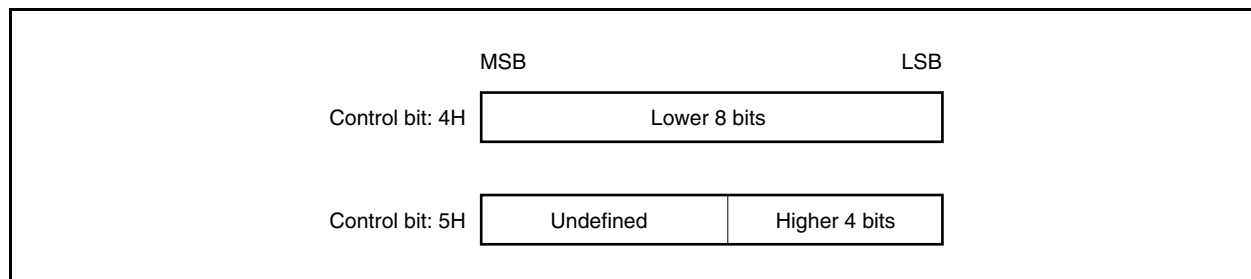 MSB LSB
Control bit: 4H Lower 8 bits
Control bit: 5H Undefined Higher 4 bits